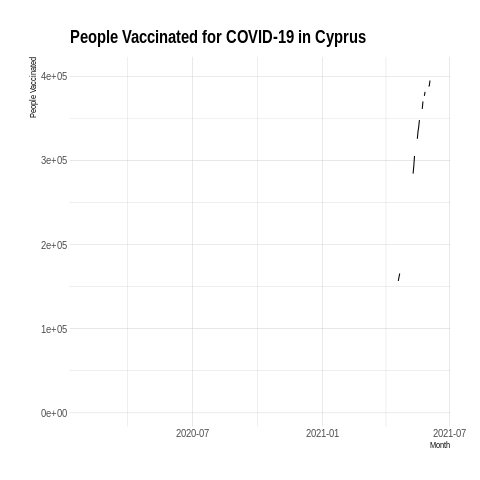 People Vaccinated for COVID-19 in Cyprus
People Vaccinated
4e+05
3e+05
2e+05
1e+05
0e+00
2020-07
2021-01
2021-07
Month